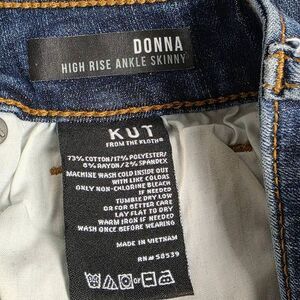 DONNA
HIGH RISE ANKLE SKINNY
KUT
FROM THE KLOTH
73% COTTON/17% POLYESTER/
8% RAYON/2% SPANDEX
MACHINE WASH COLD INSIDE OUT
WITH LIKE COLORS
ONLY NON-CHLORINE BLEACH
IF NEEDED
TUMBLE DRY LOW
OR FOR BETTER CARE
LAY FLAT TO DRY
WARM IRON IF NEEDED
WASH ONCE BEFORE WEARING
MADE IN VIETNAM
RN# 58539